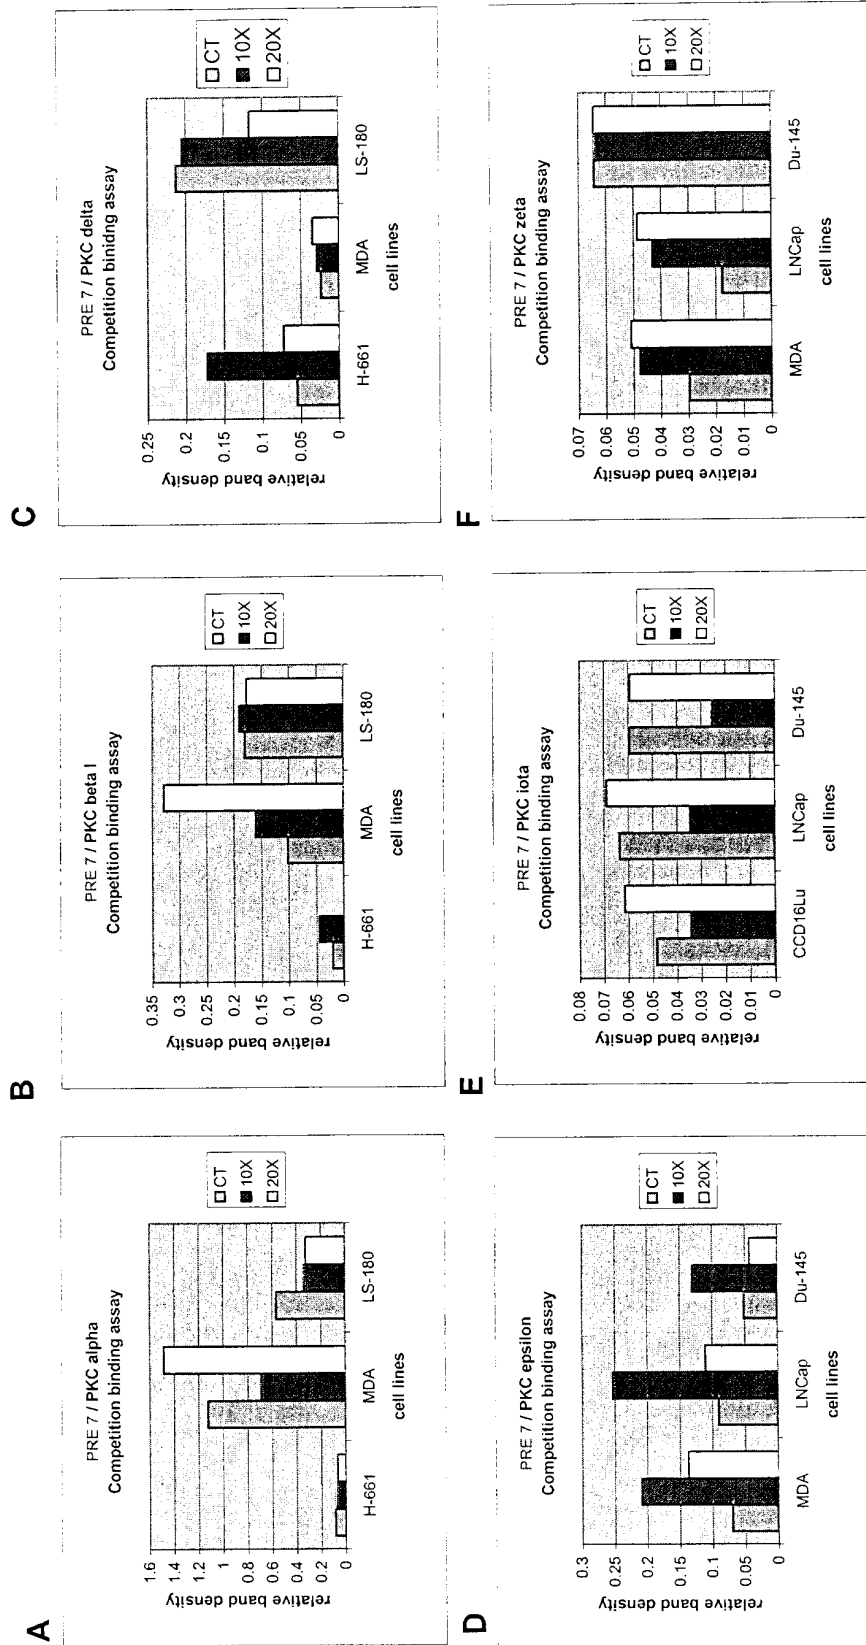 A
PRE 7 / PKC alpha
Competition binding assay
relative band density
1.6
1.4
1.2
1
0.8
0.6
0.4
0.2
0
H-661
MDA
LS-180
cell lines
CT
10X
20X
B
PRE 7 / PKC beta I
Competition binding assay
relative band density
0.35
0.3
0.25
0.2
0.15
0.1
0.05
0
H-661
MDA
LS-180
cell lines
CT
10X
20X
C
PRE 7 / PKC delta
Competition binidng assay
relative band density
0.25
0.2
0.15
0.1
0.05
0
H-661
MDA
LS-180
cell lines
CT
10X
20X
D
PRE 7 / PKC epsilon
Competition binding assay
relative band density
0.3
0.25
0.2
0.15
0.1
0.05
0
MDA
LNCap
Du-145
cell lines
CT
10X
20X
E
PRE 7 / PKC iota
Competition binding assay
relative band density
0.08
0.07
0.06
0.05
0.04
0.03
0.02
0.01
0
CCD16Lu
LNCap
Du-145
cell lines
CT
10X
20X
F
PRE 7 / PKC zeta
Competition binding assay
relative band density
0.07
0.06
0.05
0.04
0.03
0.02
0.01
0
MDA
LNCap
Du-145
cell lines
CT
10X
20X